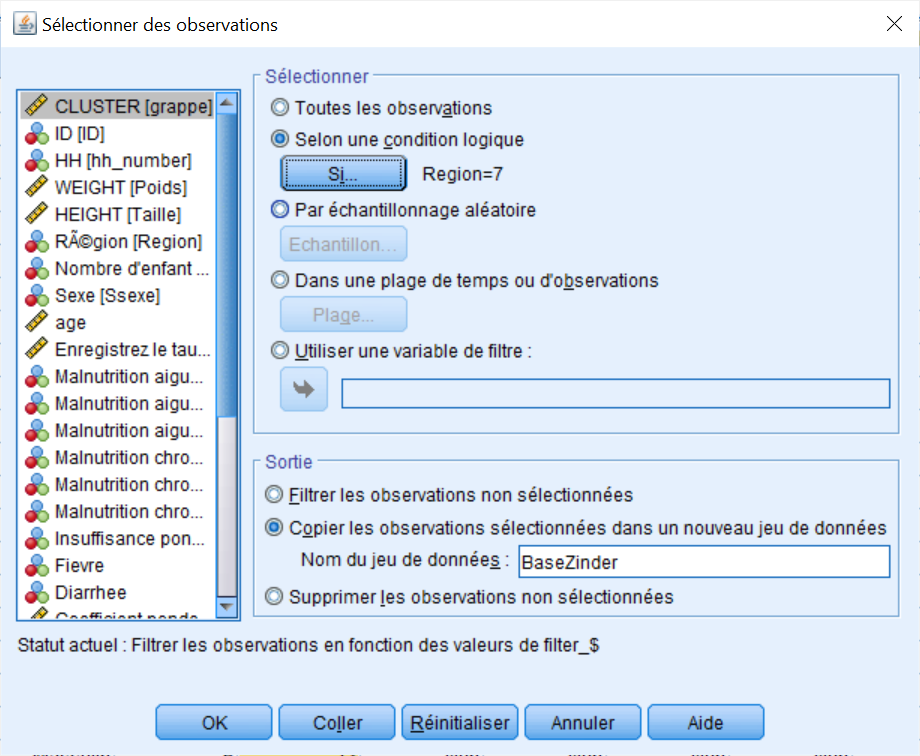 Sélectionner des observations
CLUSTER [grappe]
ID [ID]
HH [hh_number]
WEIGHT [Poids]
HEIGHT [Taille]
RÃ©gion [Region]
Nombre d'enfant ...
Sexe [Ssexe]
age
Enregistrez le tau...
Malnutrition aigu...
Malnutrition aigu...
Malnutrition aigu...
Malnutrition chro...
Malnutrition chro...
Malnutrition chro...
Insuffisance pon...
Fievre
Diarrhee
Sélectionner
Toutes les observations
Selon une condition logique
Si... Region=7
Par échantillonnage aléatoire
Echantillon...
Dans une plage de temps ou d'observations
Plage...
Utiliser une variable de filtre :
Sortie
Filtrer les observations non sélectionnées
Copier les observations sélectionnées dans un nouveau jeu de données
Nom du jeu de données : BaseZinder
Supprimer les observations non sélectionnées
Statut actuel : Filtrer les observations en fonction des valeurs de filter_$
OK Coller Réinitialiser Annuler Aide